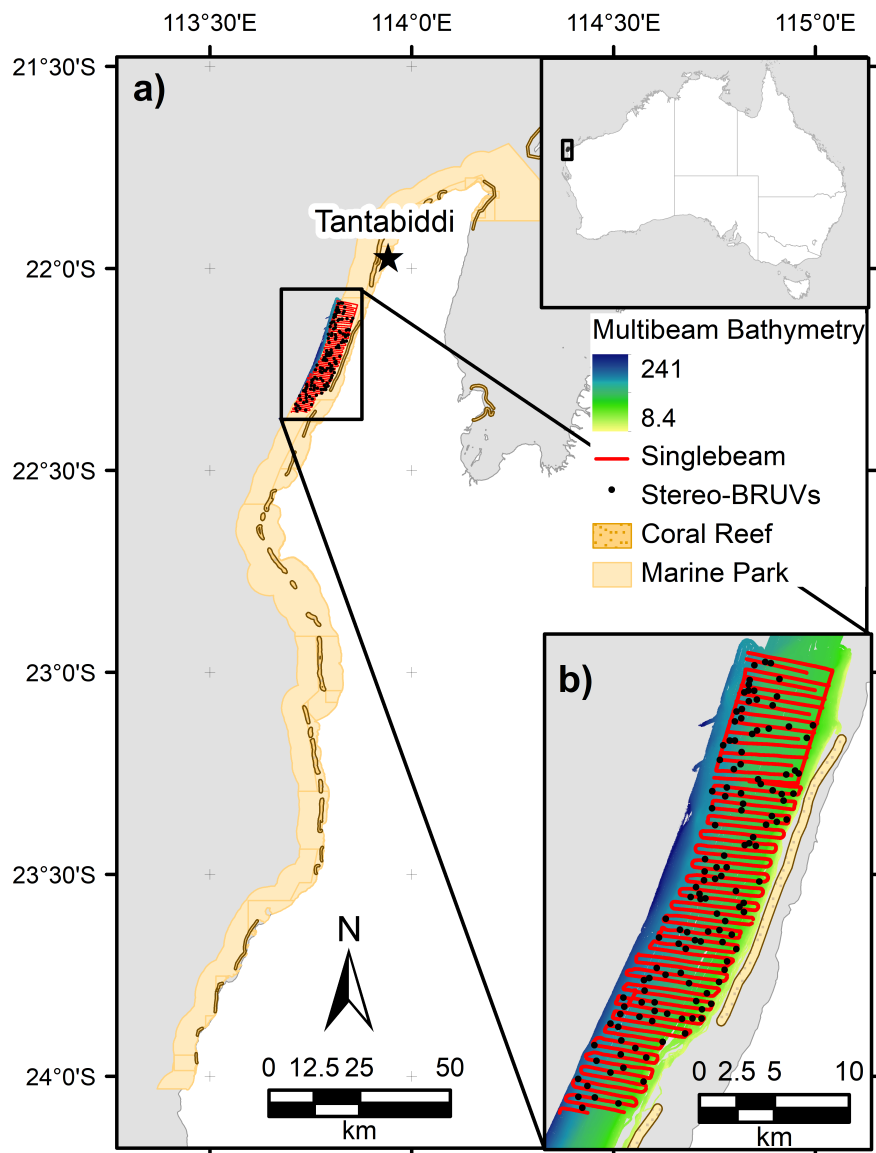 113°30'E 114°0'E 114°30'E 115°0'E
21°30'S
a)
Tantabiddi
22°0'S
Multibeam Bathymetry
241
8.4
Singlebeam
22°30'S
Stereo-BRUVs
Coral Reef
Marine Park
23°0'S
b)
23°30'S
N
0 12.5 25 50
km
24°0'S
0 2.5 5 10
km